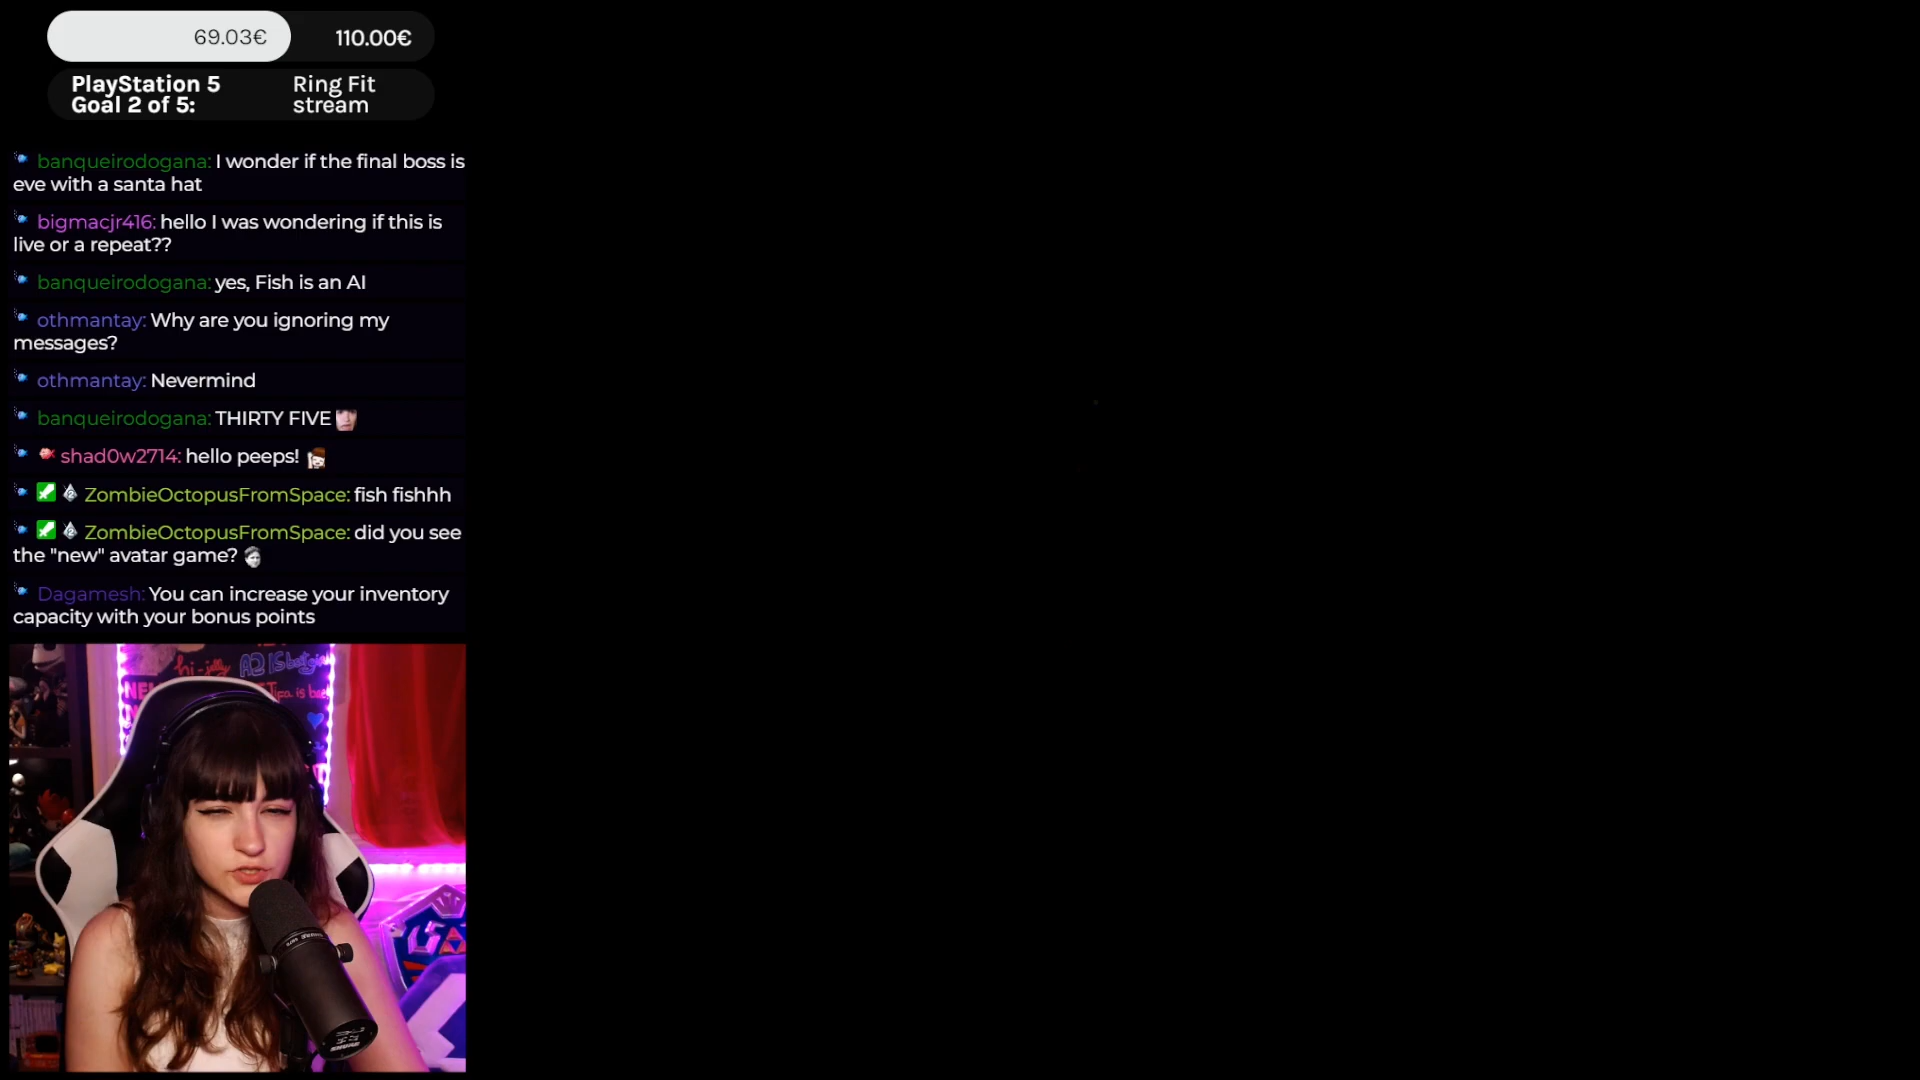 69.03€ 110.00€
PlayStation 5
Goal 2 of 5:
Ring Fit
stream
banqueirodogana: I wonder if the final boss is
eve with a santa hat
bigmacjr416: hello I was wondering if this is
live or a repeat??
banqueirodogana: yes, Fish is an AI
othmantay: Why are you ignoring my
messages?
othmantay: Nevermind
banqueirodogana: THIRTY FIVE
shad0w2714: hello peeps!
ZombieOctopusFromSpace: fish fishhh
ZombieOctopusFromSpace: did you see
the "new" avatar game?
Dagamesh: You can increase your inventory
capacity with your bonus points
hi-jelly